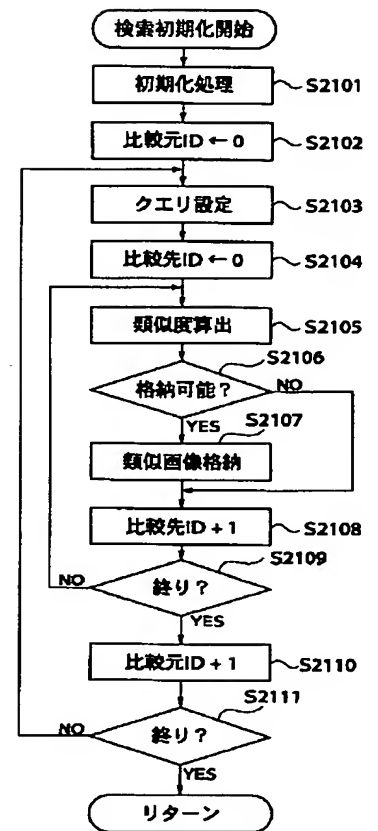 検索初期化開始
初期化処理 S2101
比較元ID ← 0 S2102
クエリ設定 S2103
比較先ID ← 0 S2104
類似度算出 S2105
S2106
格納可能？ NO
YES S2107
類似画像格納
比較先ID + 1 S2108
S2109
NO 終り？
YES
比較元ID + 1 S2110
S2111
NO 終り？
YES
リターン